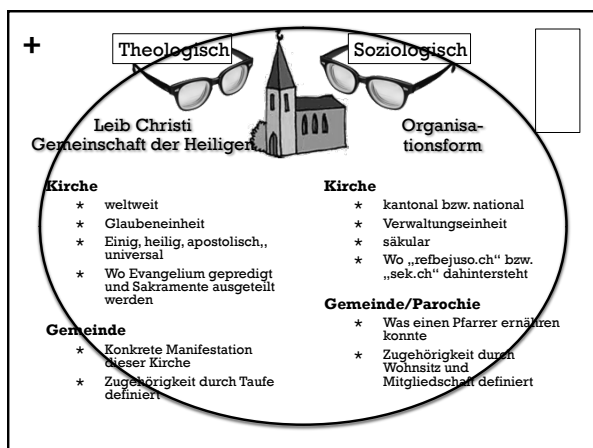 +
Theologisch
Soziologisch
Leib Christi
Gemeinschaft der Heiligen
Organisa-
tionsform
Kirche
* weltweit
* Glaubeneinheit
* Einig, heilig, apostolisch,,
universal
* Wo Evangelium gepredigt
und Sakramente ausgeteilt
werden
Gemeinde
* Konkrete Manifestation
dieser Kirche
* Zugehörigkeit durch Taufe
definiert
Kirche
* kantonal bzw. national
* Verwaltungseinheit
* säkular
* Wo „refbejuso.ch“ bzw.
„sek.ch“ dahintersteht
Gemeinde/Parochie
* Was einen Pfarrer ernähren
konnte
* Zugehörigkeit durch
Wohnsitz und
Mitgliedschaft definiert